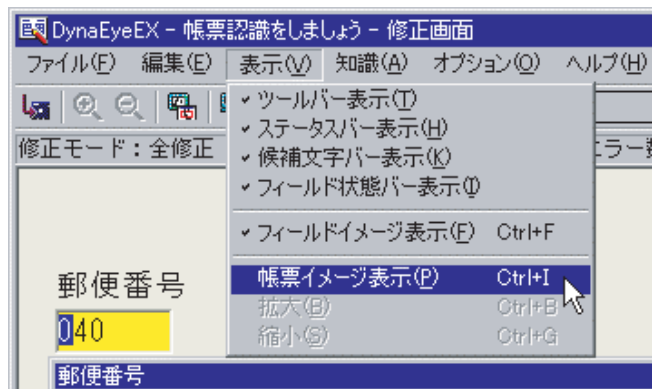 DynaEyeEX - 帳票認識をしましょう - 修正画面
ファイル(F) 編集(E) 表示(V) 知識(A) オプション(O) ヘルプ(H)
ツールバー表示(T)
ステータスバー表示(H)
修正モード：全修正
候補文字バー表示(K)
エラー数
フィールド状態バー表示(I)
フィールドイメージ表示(F) Ctrl+F
帳票イメージ表示(P) Ctrl+I
拡大(B) Ctrl+B
縮小(S) Ctrl+G
郵便番号
040
郵便番号